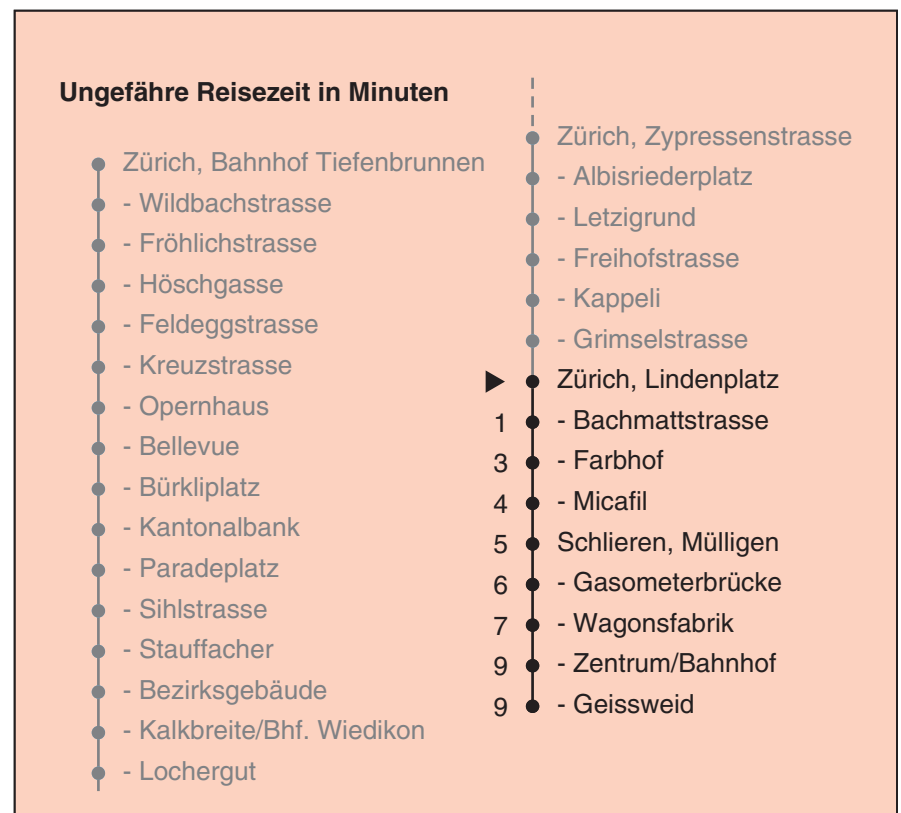 Ungefähre Reisezeit in Minuten
Zürich, Bahnhof Tiefenbrunnen
- Wildbachstrasse
- Fröhlichstrasse
- Höschgasse
- Feldeggstrasse
- Kreuzstrasse
- Opernhaus
- Bellevue
- Bürkliplatz
- Kantonalbank
- Paradeplatz
- Sihlstrasse
- Stauffacher
- Bezirksgebäude
- Kalkbreite/Bhf. Wiedikon
- Lochergut
Zürich, Zypressenstrasse
- Albisriederplatz
- Letzigrund
- Freihofstrasse
- Kappeli
- Grimselstrasse
Zürich, Lindenplatz
1 - Bachmattstrasse
3 - Farbhof
4 - Micafil
5 Schlieren, Mülligen
6 - Gasometerbrücke
7 - Wagonsfabrik
9 - Zentrum/Bahnhof
9 - Geissweid